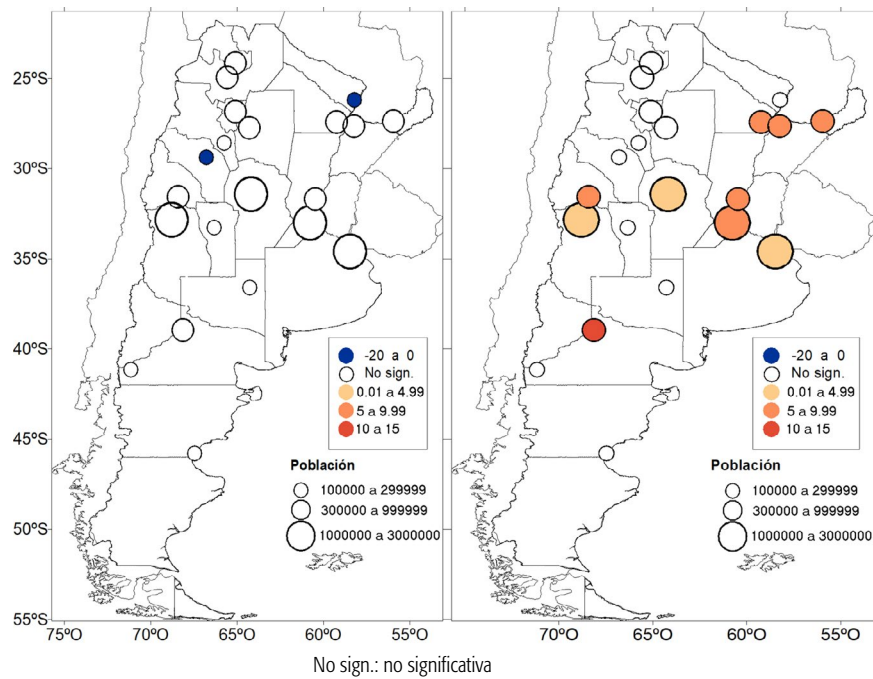 25ºS
30ºS
35ºS
40ºS
45ºS
50ºS
55ºS
75ºO
70ºO
65ºO
60ºO
55ºO
-20 a 0
No sign.
0.01 a 4.99
5 a 9.99
10 a 15
Población
100000 a 299999
300000 a 999999
1000000 a 3000000
70ºO
65ºO
60ºO
55ºO
-20 a 0
No sign.
0.01 a 4.99
5 a 9.99
10 a 15
Población
100000 a 299999
300000 a 999999
1000000 a 3000000
No sign.: no significativa